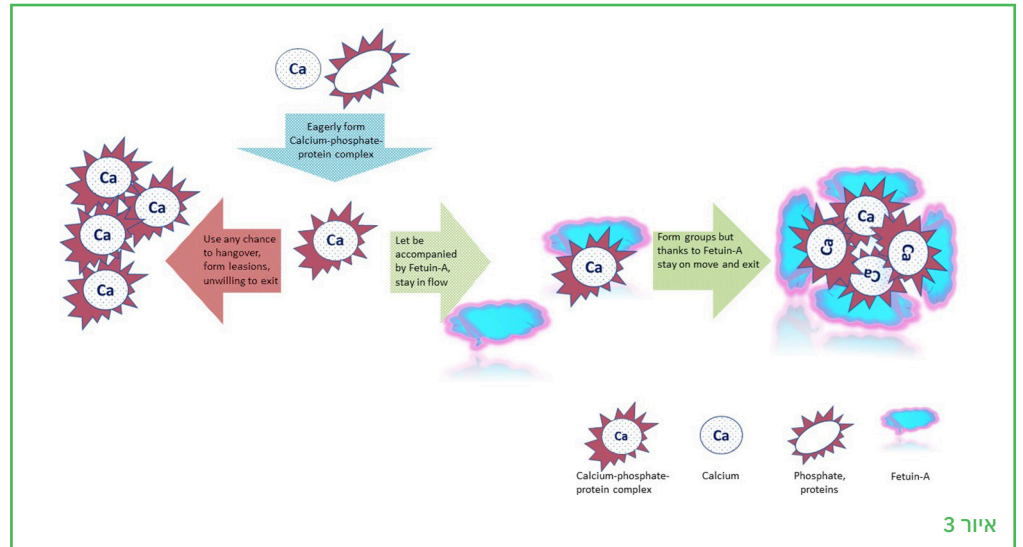 Ca
Eagerly form
Calcium-phosphate-
protein complex
Ca
Ca
Ca
Ca
Use any chance
to hangover,
form leasions,
unwilling to exit
Ca
Let be
accompanied
by Fetuin-A,
stay in flow
Ca
Form groups but
thanks to Fetuin-A
stay on move and exit
Ca
Ca
Ca
Ca
Ca
Calcium-phosphate-
protein complex
Ca
Calcium
Phosphate,
proteins
Fetuin-A
איור 3